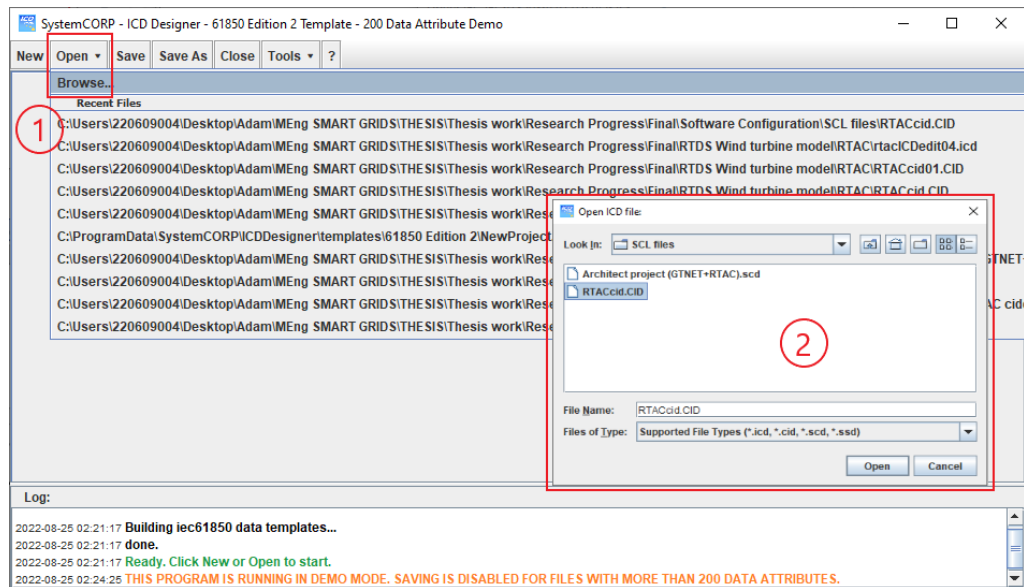 SystemCORP - ICD Designer - 61850 Edition 2 Template - 200 Data Attribute Demo
New Open Save Save As Close Tools ?
Browse...
Recent Files
1
C:\Users\220609004\Desktop\Adam\MEng SMART GRIDS\THESIS\Thesis work\Research Progress\Final\Software Configuration\SCL files\RTACcid.CID
C:\Users\220609004\Desktop\Adam\MEng SMART GRIDS\THESIS\Thesis work\Research Progress\Final\RTDS Wind turbine model\RTAC\rtacICDedit04.icd
C:\Users\220609004\Desktop\Adam\MEng SMART GRIDS\THESIS\Thesis work\Research Progress\Final\RTDS Wind turbine model\RTAC\RTACcid01.CID
C:\Users\220609004\Desktop\Adam\MEng SMART GRIDS\THESIS\Thesis work\Research Progress\Final\RTDS Wind turbine model\RTAC\RTACcid.CID
C:\Users\220609004\Desktop\Adam\MEng SMART GRIDS\THESIS\Thesis work\Rese
C:\ProgramData\SystemCORP\ICDDesigner\templates\61850 Edition 2\NewProject.
C:\Users\220609004\Desktop\Adam\MEng SMART GRIDS\THESIS\Thesis work\Rese
C:\Users\220609004\Desktop\Adam\MEng SMART GRIDS\THESIS\Thesis work\Rese
C:\Users\220609004\Desktop\Adam\MEng SMART GRIDS\THESIS\Thesis work\Rese
C:\Users\220609004\Desktop\Adam\MEng SMART GRIDS\THESIS\Thesis work\Rese
Open ICD file:
Look In: SCL files
Architect project (GTNET+RTAC).scd
RTACcid.CID
2
File Name: RTACcid.CID
Files of Type: Supported File Types (*.icd, *.cid, *.scd, *.ssd)
Open Cancel
Log:
2022-08-25 02:21:17 Building iec61850 data templates...
2022-08-25 02:21:17 done.
2022-08-25 02:21:17 Ready. Click New or Open to start.
2022-08-25 02:24:25 THIS PROGRAM IS RUNNING IN DEMO MODE. SAVING IS DISABLED FOR FILES WITH MORE THAN 200 DATA ATTRIBUTES.